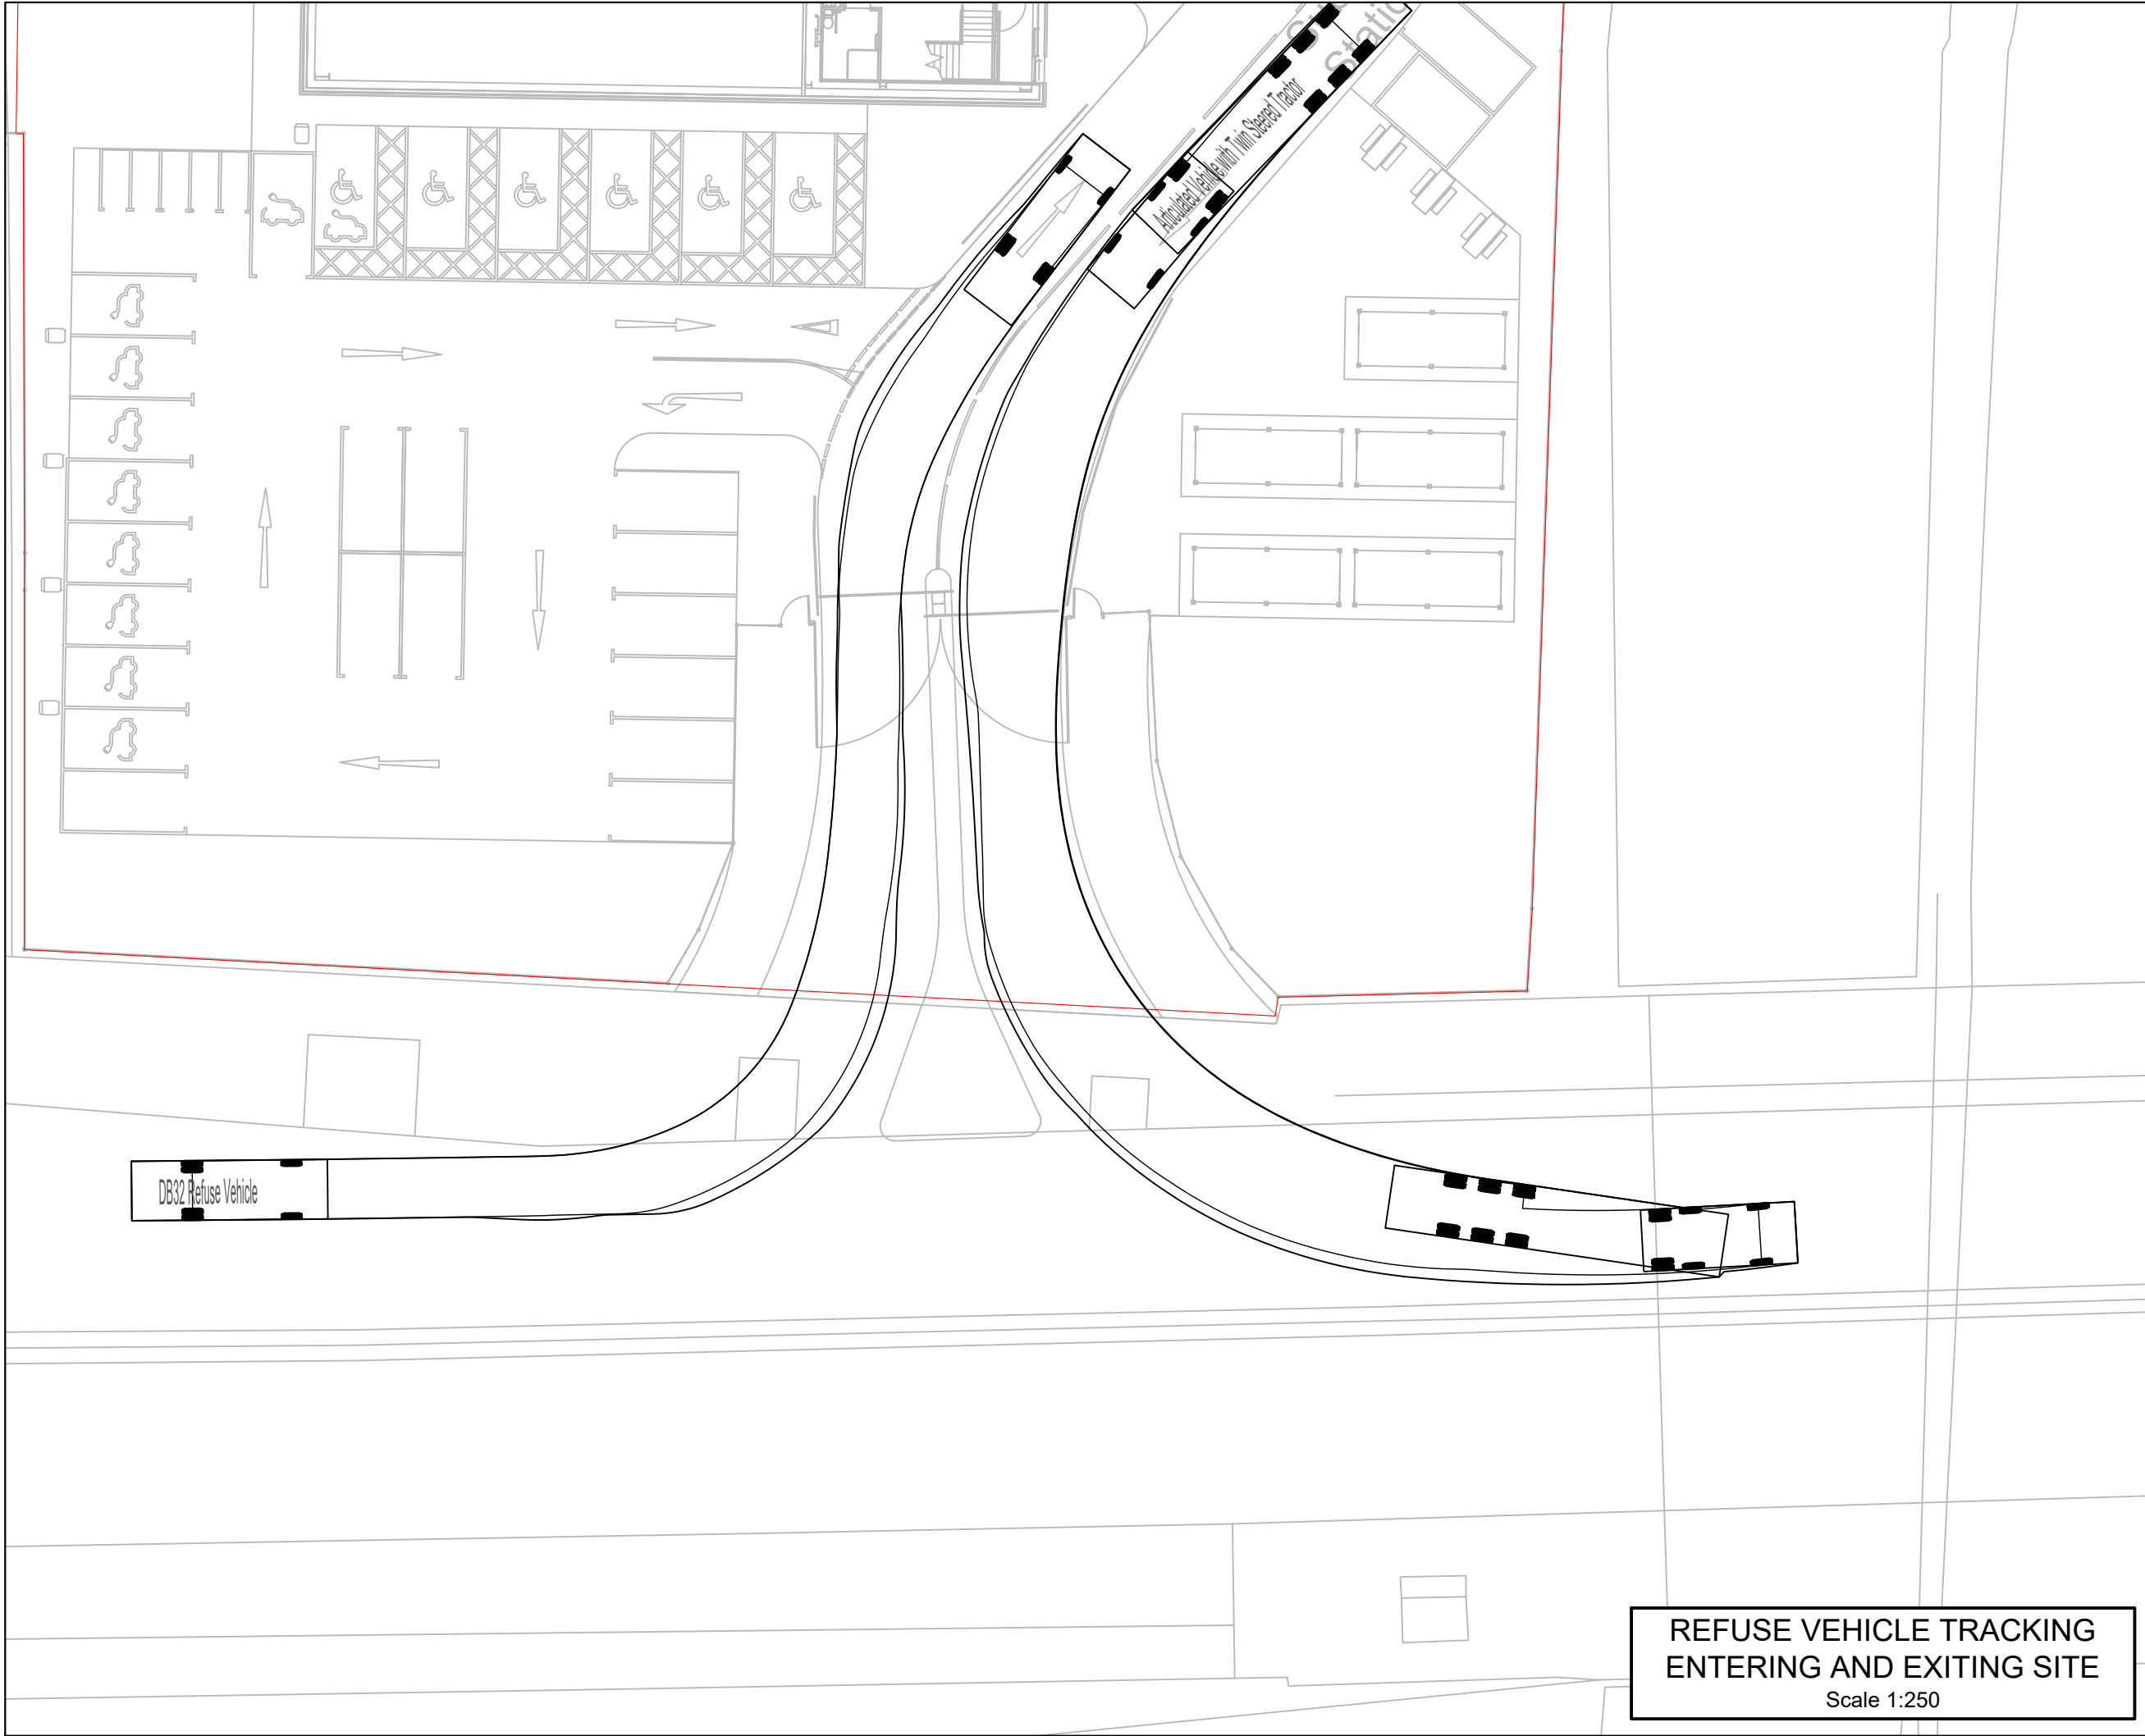 Articulated Vehicle with Twin Steered Tractor
DB32 Refuse Vehicle
REFUSE VEHICLE TRACKING
ENTERING AND EXITING SITE
Scale 1:250